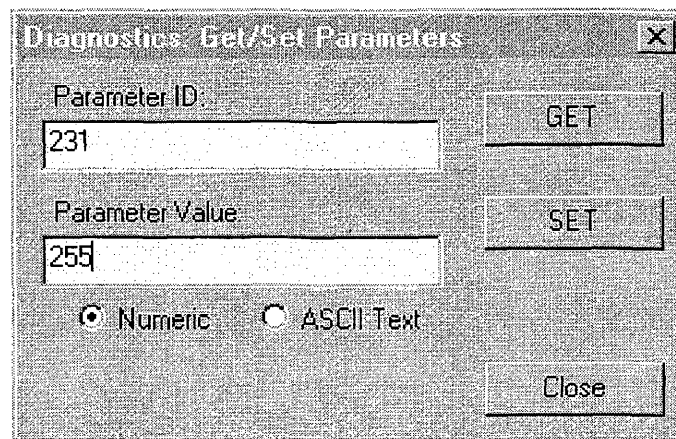 Diagnostics: Get/Set Parameters
Parameter ID:
231
GET
Parameter Value:
255
SET
Numeric
ASCII Text
Close